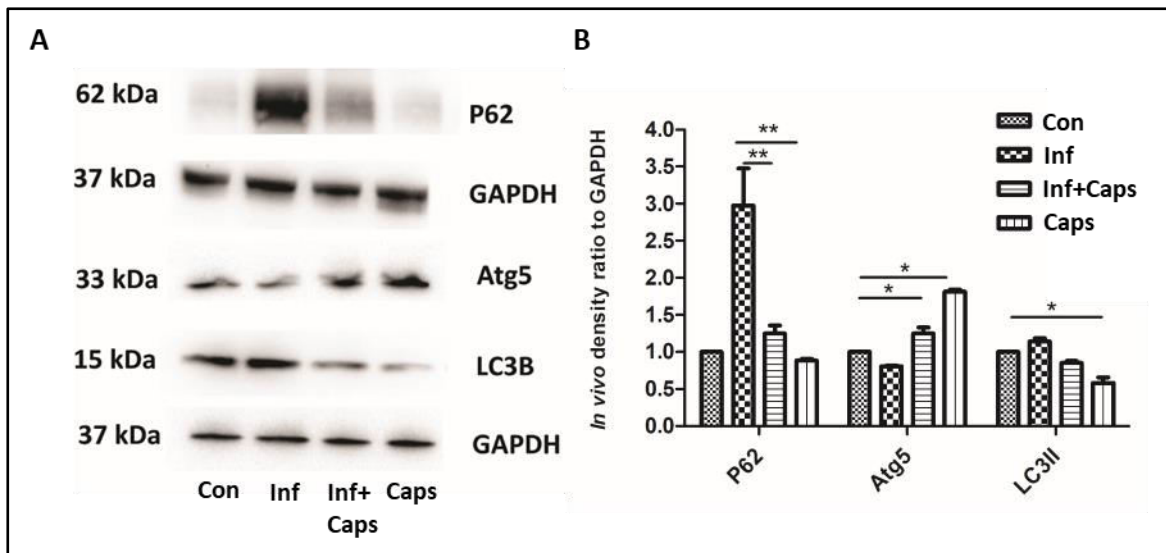 A
62 kDa
P62
37 kDa
GAPDH
33 kDa
Atg5
15 kDa
LC3B
37 kDa
GAPDH
Con Inf Inf+ Caps
Caps
B
In vivo density ratio to GAPDH
4.0
3.5
3.0
2.5
2.0
1.5
1.0
0.5
0.0
**
**
*
*
*
P62
Atg5
LC3II
Con
Inf
Inf+Caps
Caps